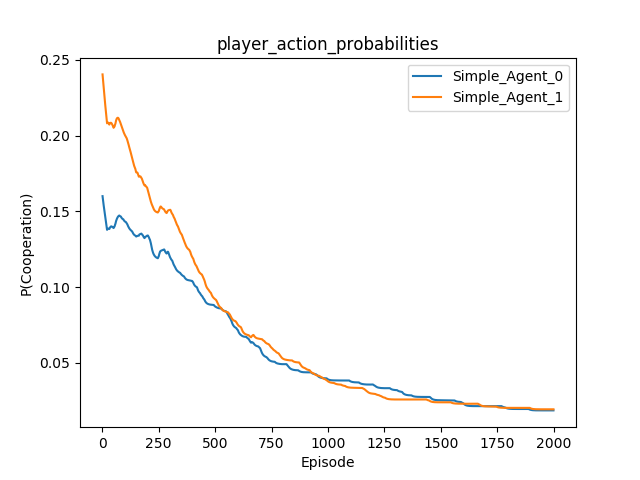 player_action_probabilities
Simple_Agent_0
Simple_Agent_1
P(Cooperation)
0.25
0.20
0.15
0.10
0.05
0 250 500 750 1000 1250 1500 1750 2000
Episode